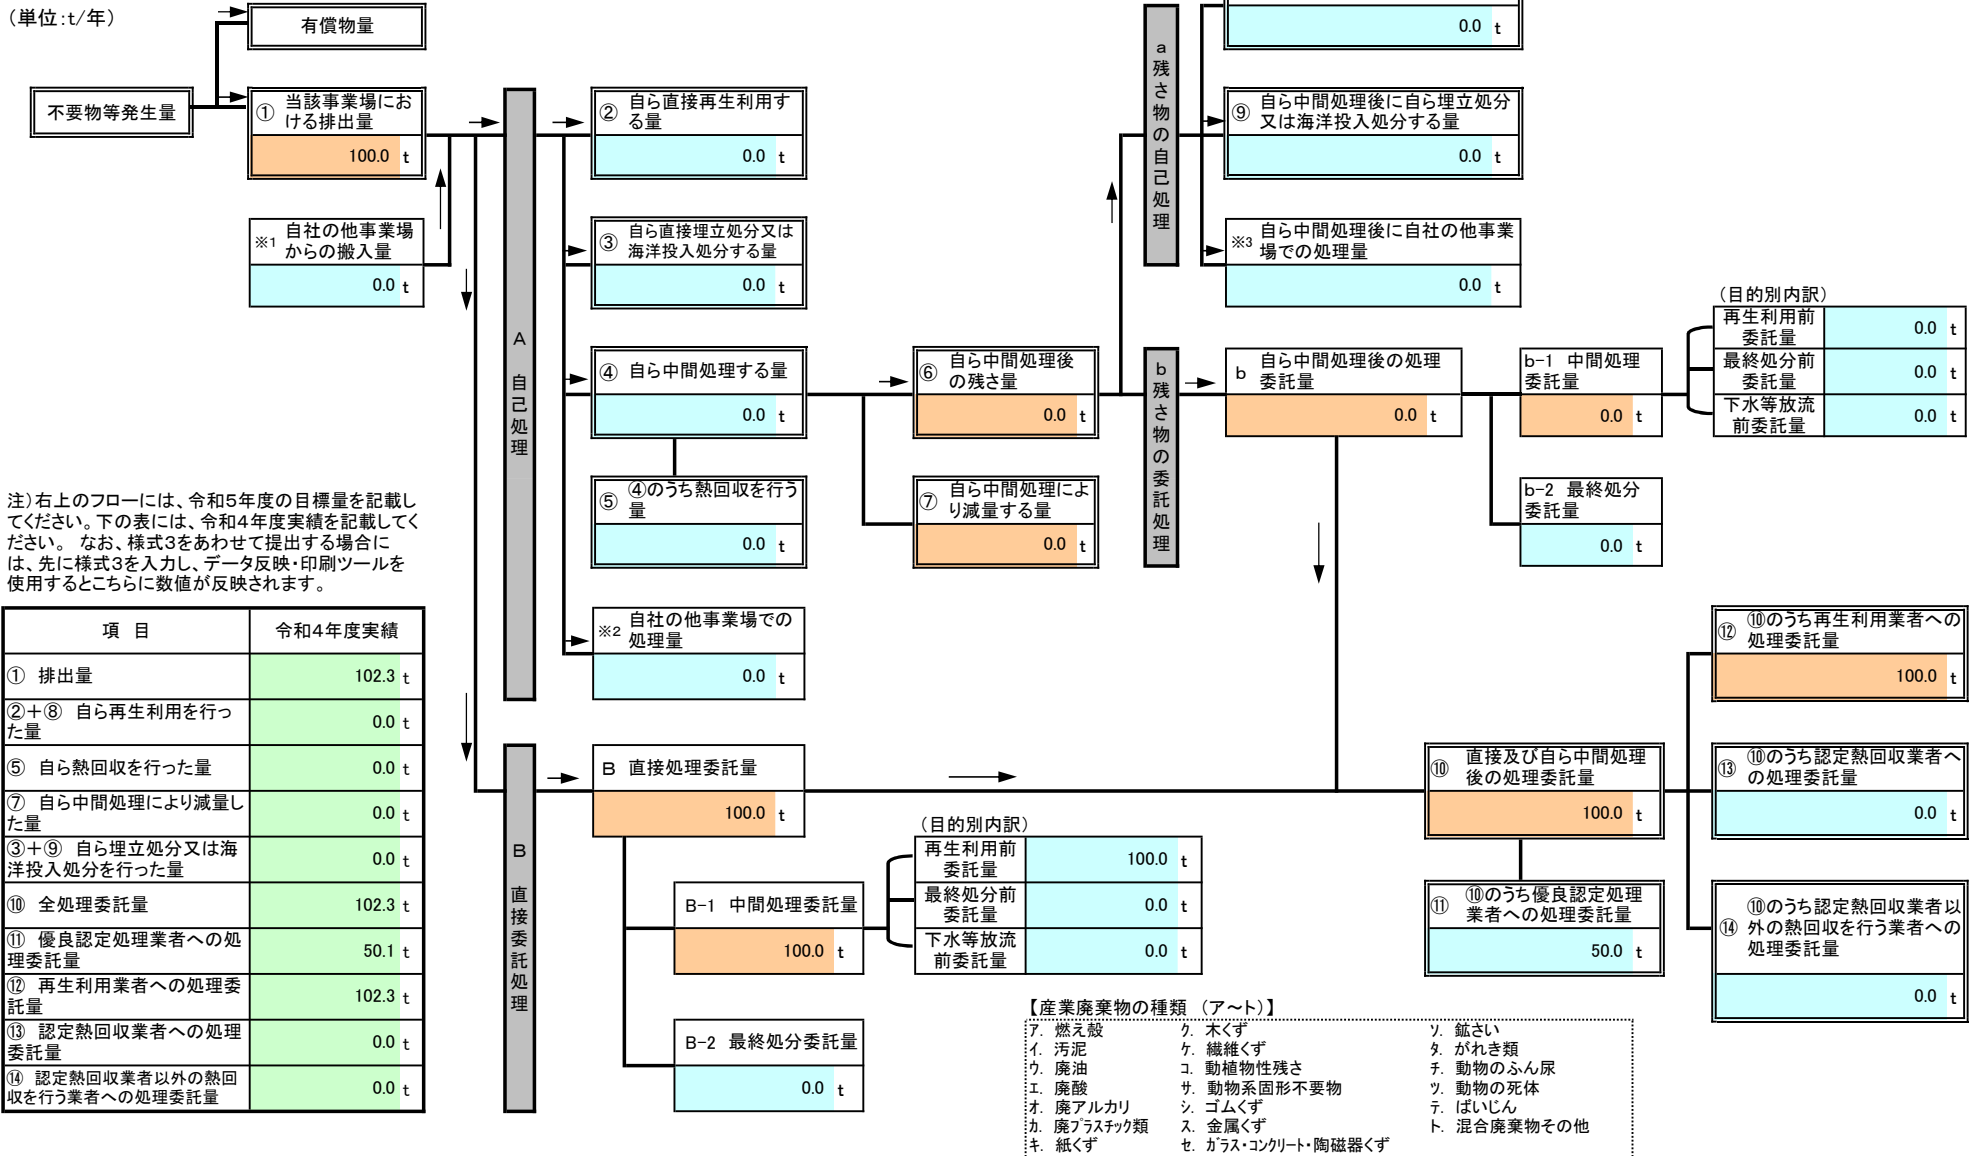 （単位：t/年）
有償物量
不要物等発生量
① 当該事業場にお
ける排出量
100.0 t
※1 自社の他事業場
からの搬入量
0.0 t
A 自己処理
② 自ら直接再生利用す
る量
0.0 t
③ 自ら直接埋立処分又は
海洋投入処分する量
0.0 t
④ 自ら中間処理する量
0.0 t
⑤ ④のうち熱回収を行う
量
0.0 t
※2 自社の他事業場での
処理量
0.0 t
⑥ 自ら中間処理後
の残さ量
0.0 t
⑦ 自ら中間処理によ
り減量する量
0.0 t
a 残さ物の自己処理
0.0 t
⑨ 自ら中間処理後に自ら埋立処分
又は海洋投入処分する量
0.0 t
※3 自ら中間処理後に自社の他事業
場での処理量
0.0 t
b 残さ物の委託処理
b 自ら中間処理後の処理
委託量
0.0 t
b-1 中間処理
委託量
0.0 t
（目的別内訳）
再生利用前
委託量
0.0 t
最終処分前
委託量
0.0 t
下水等放流
前委託量
0.0 t
b-2 最終処分
委託量
0.0 t
注）右上のフローには、令和5年度の目標量を記載し
てください。下の表には、令和4年度実績を記載してく
ださい。 なお、様式3をあわせて提出する場合に
は、先に様式3を入力し、データ反映・印刷ツールを
使用するとこちらに数値が反映されます。
項 目 令和4年度実績
① 排出量 102.3 t
②＋⑧ 自ら再生利用を行っ
た量 0.0 t
⑤ 自ら熱回収を行った量 0.0 t
⑦ 自ら中間処理により減量し
た量 0.0 t
③＋⑨ 自ら埋立処分又は海
洋投入処分を行った量 0.0 t
⑩ 全処理委託量 102.3 t
⑪ 優良認定処理業者への処
理委託量 50.1 t
⑫ 再生利用業者への処理委
託量 102.3 t
⑬ 認定熱回収業者への処理
委託量 0.0 t
⑭ 認定熱回収業者以外の熱回
収を行う業者への処理委託量 0.0 t
B 直接委託処理
B 直接処理委託量
100.0 t
B-1 中間処理委託量
100.0 t
（目的別内訳）
再生利用前
委託量
100.0 t
最終処分前
委託量
0.0 t
下水等放流
前委託量
0.0 t
B-2 最終処分委託量
0.0 t
⑩ 直接及び自ら中間処理
後の処理委託量
100.0 t
⑪ ⑩のうち優良認定処理
業者への処理委託量
50.0 t
⑫ ⑩のうち再生利用業者への
処理委託量
100.0 t
⑬ ⑩のうち認定熱回収業者へ
の処理委託量
0.0 t
⑭ ⑩のうち認定熱回収業者以
外の熱回収を行う業者への
処理委託量
0.0 t
【産業廃棄物の種類 （ア～ト）】
ア. 燃え殻 ク. 木くず ソ. 鉱さい
イ. 汚泥 ケ. 繊維くず タ. がれき類
ウ. 廃油 コ. 動植物性残さ チ. 動物のふん尿
エ. 廃酸 サ. 動物系固形不要物 ツ. 動物の死体
オ. 廃アルカリ シ. ゴムくず テ. ばいじん
カ. 廃プラスチック類 ス. 金属くず ト. 混合廃棄物その他
キ. 紙くず セ. ガラス・コンクリート・陶磁器くず